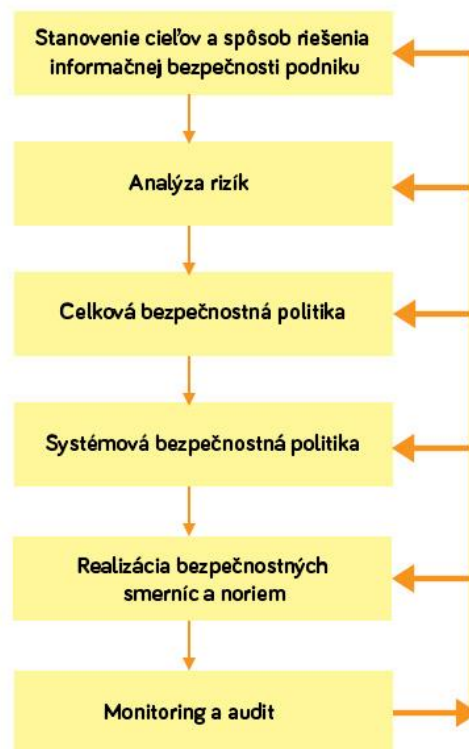 Stanovenie cieľov a spôsob riešenia
informačnej bezpečnosti podniku
Analýza rizík
Celková bezpečnostná politika
Systémová bezpečnostná politika
Realizácia bezpečnostných
smerníc a noriem
Monitoring a audit